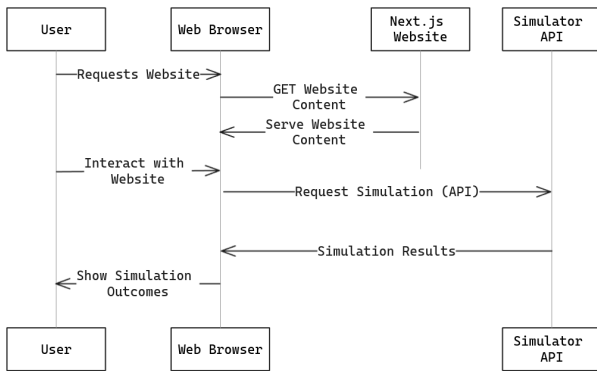 User
Web Browser
Next.js
Website
Simulator
API
Requests Website
GET Website
Content
Serve Website
Content
Interact with
Website
Request Simulation (API)
Simulation Results
Show Simulation
Outcomes
User
Web Browser
Simulator
API